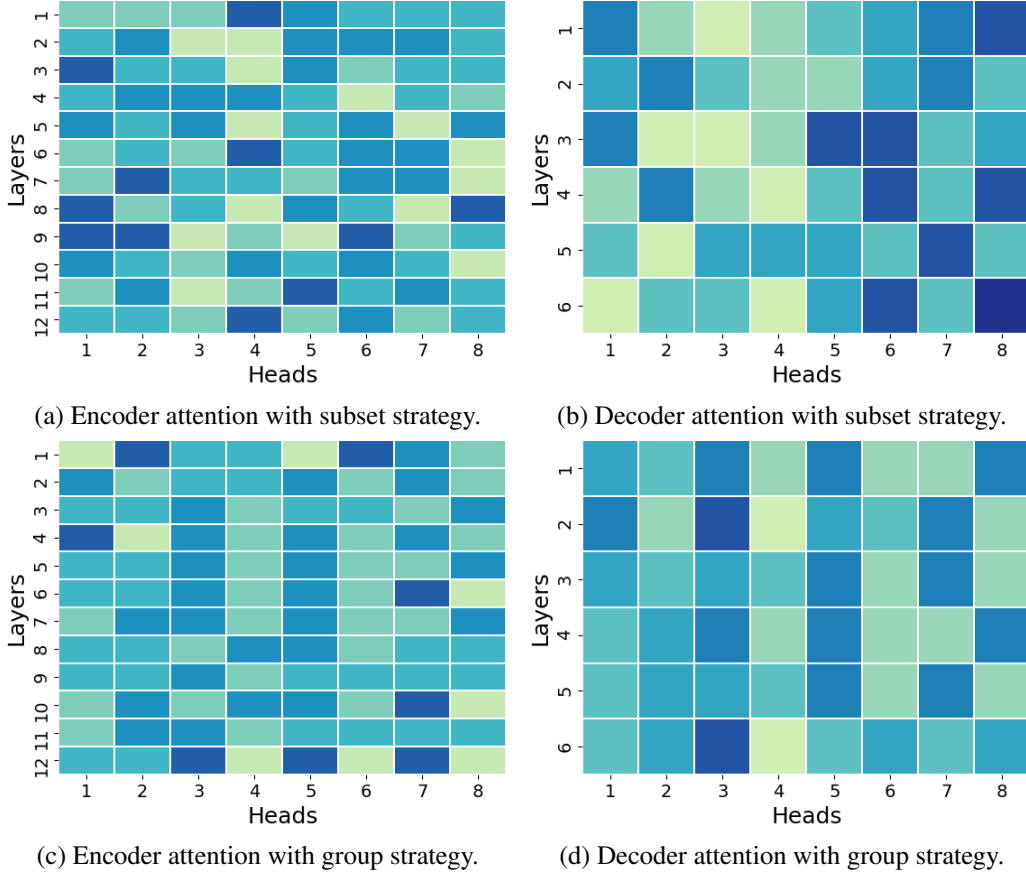 Layers
1
2
3
4
5
6
7
8
9
10
11
12
1 2 3 4 5 6 7 8
Heads
(a) Encoder attention with subset strategy.
Layers
1
2
3
4
5
6
1 2 3 4 5 6 7 8
Heads
(b) Decoder attention with subset strategy.
Layers
1
2
3
4
5
6
7
8
9
10
11
12
1 2 3 4 5 6 7 8
Heads
(c) Encoder attention with group strategy.
Layers
1
2
3
4
5
6
1 2 3 4 5 6 7 8
Heads
(d) Decoder attention with group strategy.